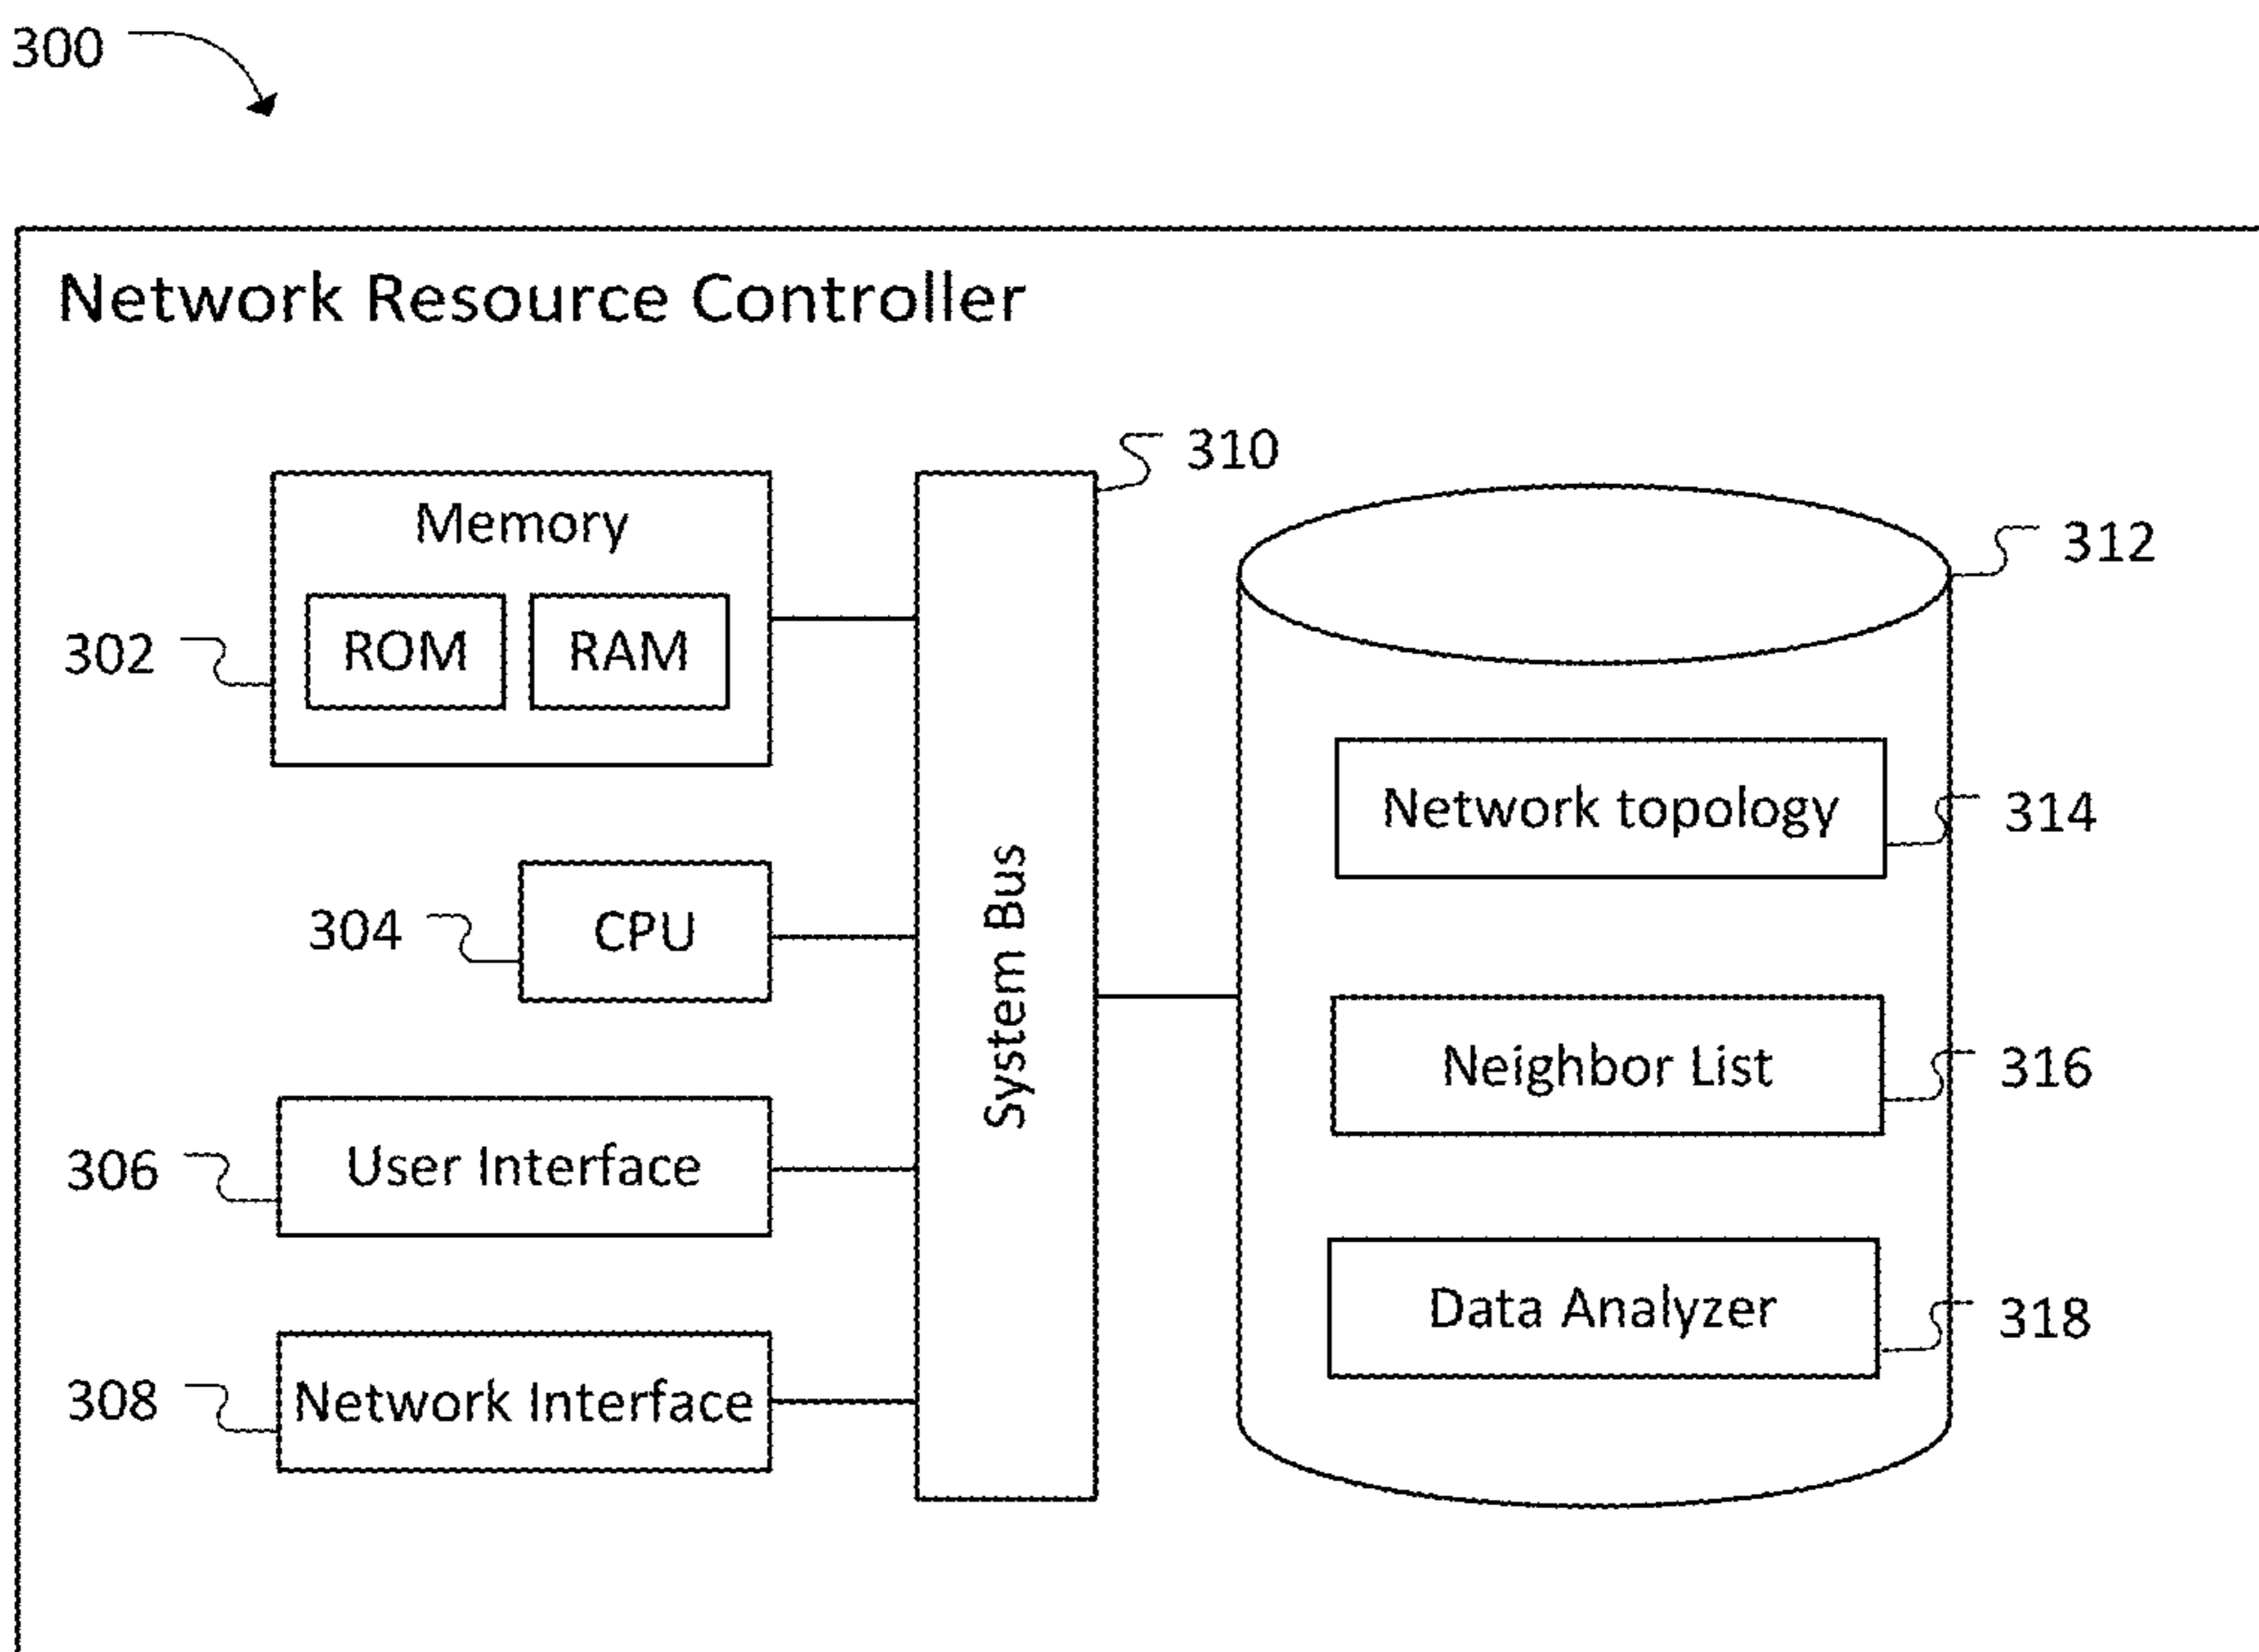 300
Network Resource Controller
310
Memory
312
ROM RAM
302
Network topology
314
System Bus
304
CPU
Neighbor List
316
306
User Interface
Data Analyzer
318
308
Network Interface